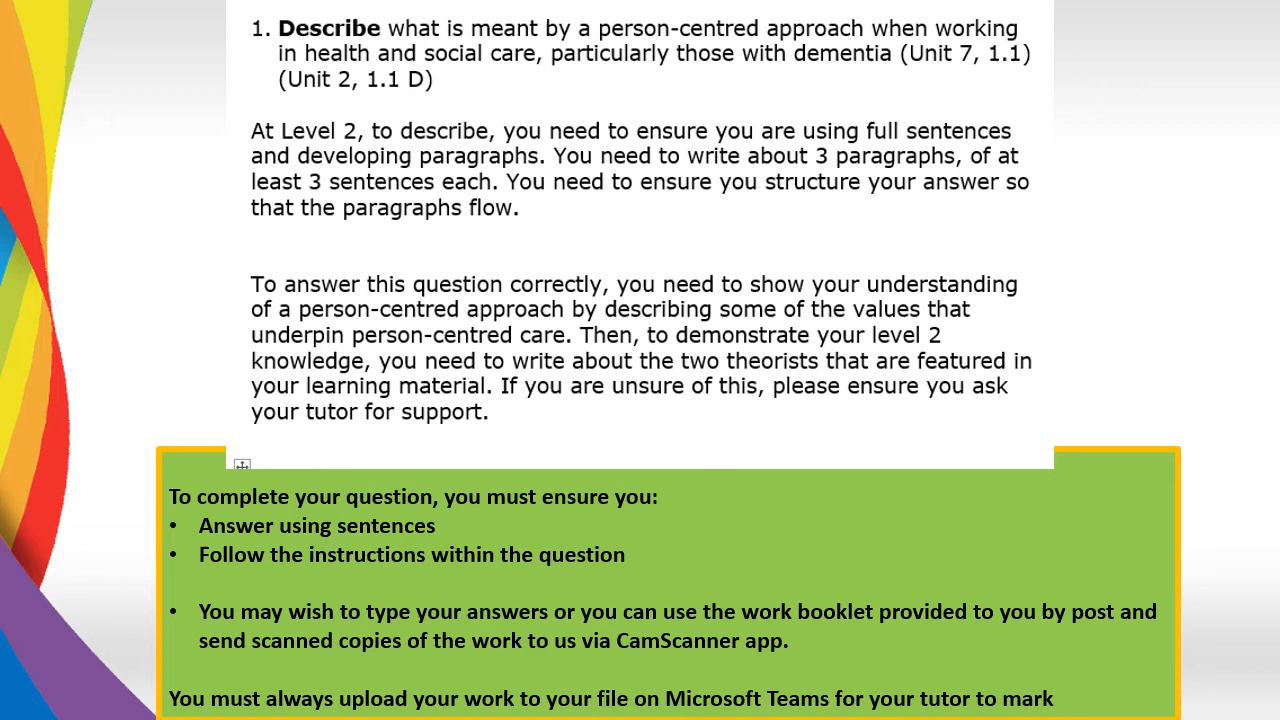 1. Describe what is meant by a person-centred approach when working
in health and social care, particularly those with dementia (Unit 7, 1.1)
(Unit 2, 1.1 D)
At Level 2, to describe, you need to ensure you are using full sentences
and developing paragraphs. You need to write about 3 paragraphs, of at
least 3 sentences each. You need to ensure you structure your answer so
that the paragraphs flow.
To answer this question correctly, you need to show your understanding
of a person-centred approach by describing some of the values that
underpin person-centred care. Then, to demonstrate your level 2
knowledge, you need to write about the two theorists that are featured in
your learning material. If you are unsure of this, please ensure you ask
your tutor for support.
To complete your question, you must ensure you:
• Answer using sentences
• Follow the instructions within the question
• You may wish to type your answers or you can use the work booklet provided to you by post and
send scanned copies of the work to us via CamScanner app.
You must always upload your work to your file on Microsoft Teams for your tutor to mark